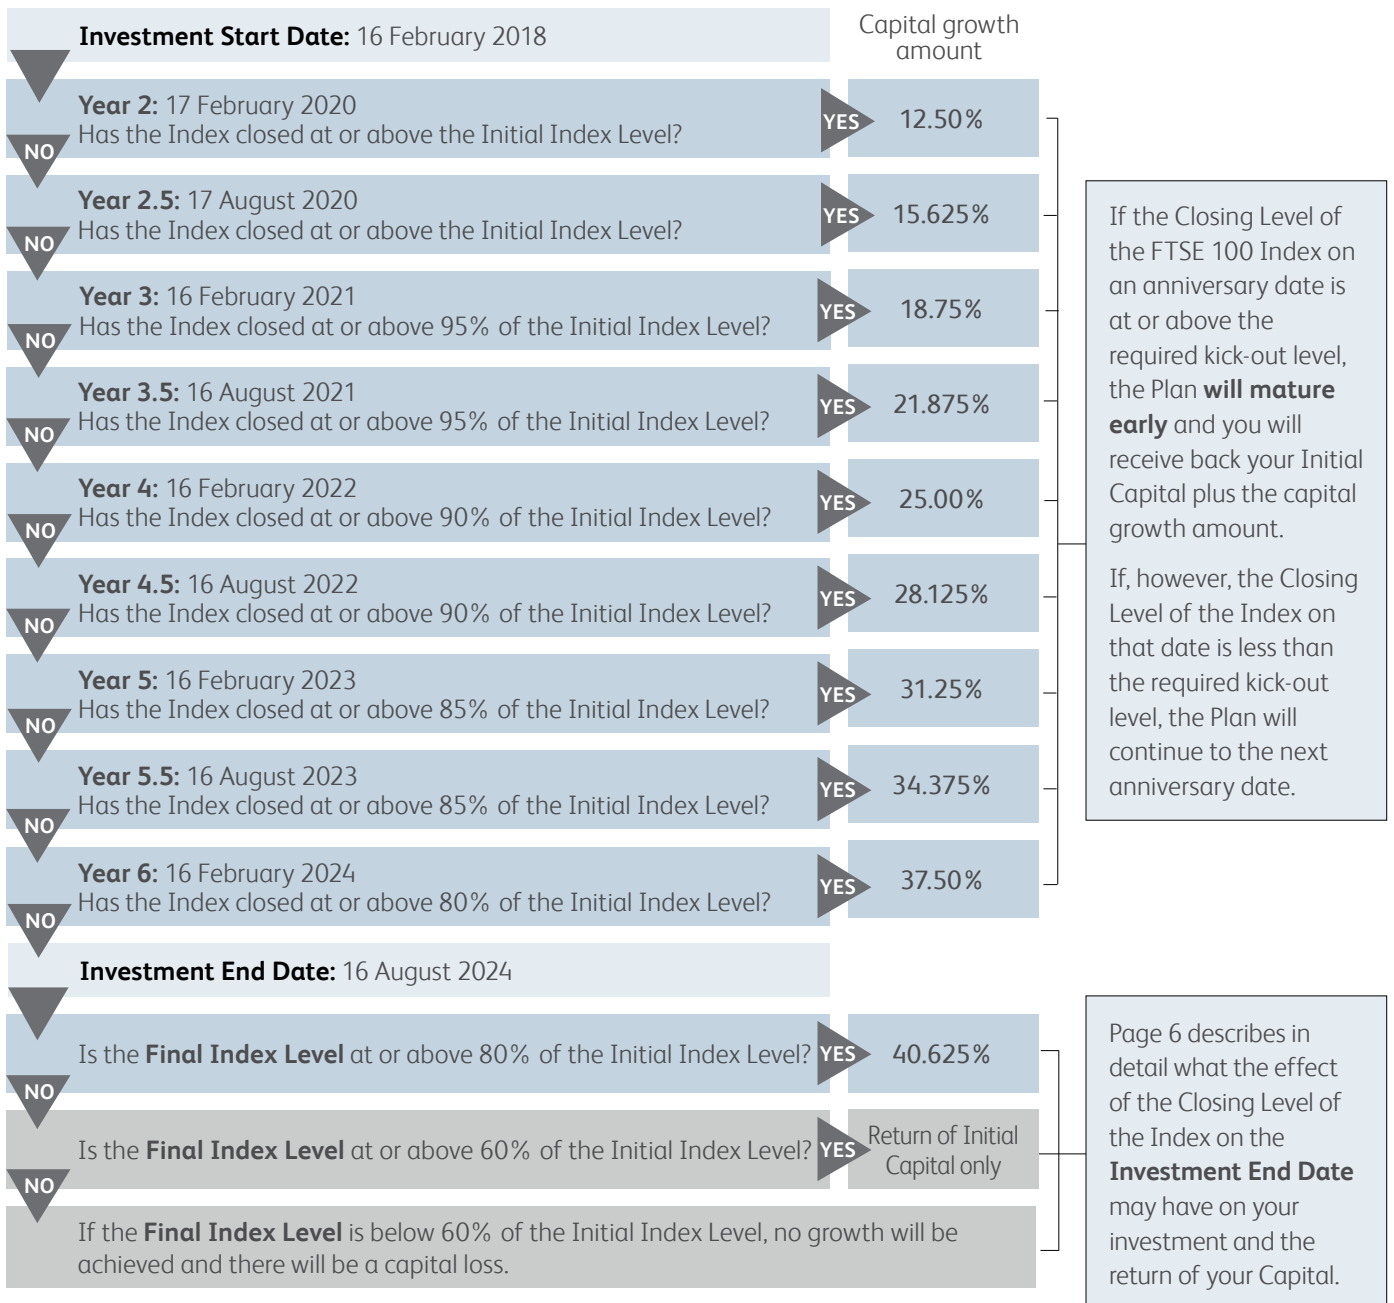 Investment Start Date: 16 February 2018
Capital growth
amount
Year 2: 17 February 2020
Has the Index closed at or above the Initial Index Level?
YES
12.50%
NO
Year 2.5: 17 August 2020
Has the Index closed at or above the Initial Index Level?
YES
15.625%
NO
Year 3: 16 February 2021
Has the Index closed at or above 95% of the Initial Index Level?
YES
18.75%
NO
Year 3.5: 16 August 2021
Has the Index closed at or above 95% of the Initial Index Level?
YES
21.875%
NO
Year 4: 16 February 2022
Has the Index closed at or above 90% of the Initial Index Level?
YES
25.00%
NO
Year 4.5: 16 August 2022
Has the Index closed at or above 90% of the Initial Index Level?
YES
28.125%
NO
Year 5: 16 February 2023
Has the Index closed at or above 85% of the Initial Index Level?
YES
31.25%
NO
Year 5.5: 16 August 2023
Has the Index closed at or above 85% of the Initial Index Level?
YES
34.375%
NO
Year 6: 16 February 2024
Has the Index closed at or above 80% of the Initial Index Level?
YES
37.50%
NO
If the Closing Level of
the FTSE 100 Index on
an anniversary date is
at or above the
required kick-out level,
the Plan will mature
early and you will
receive back your Initial
Capital plus the capital
growth amount.
If, however, the Closing
Level of the Index on
that date is less than
the required kick-out
level, the Plan will
continue to the next
anniversary date.
Investment End Date: 16 August 2024
Is the Final Index Level at or above 80% of the Initial Index Level?
YES
40.625%
NO
Is the Final Index Level at or above 60% of the Initial Index Level?
YES
Return of Initial
Capital only
NO
If the Final Index Level is below 60% of the Initial Index Level, no growth will be
achieved and there will be a capital loss.
Page 6 describes in
detail what the effect
of the Closing Level of
the Index on the
Investment End Date
may have on your
investment and the
return of your Capital.